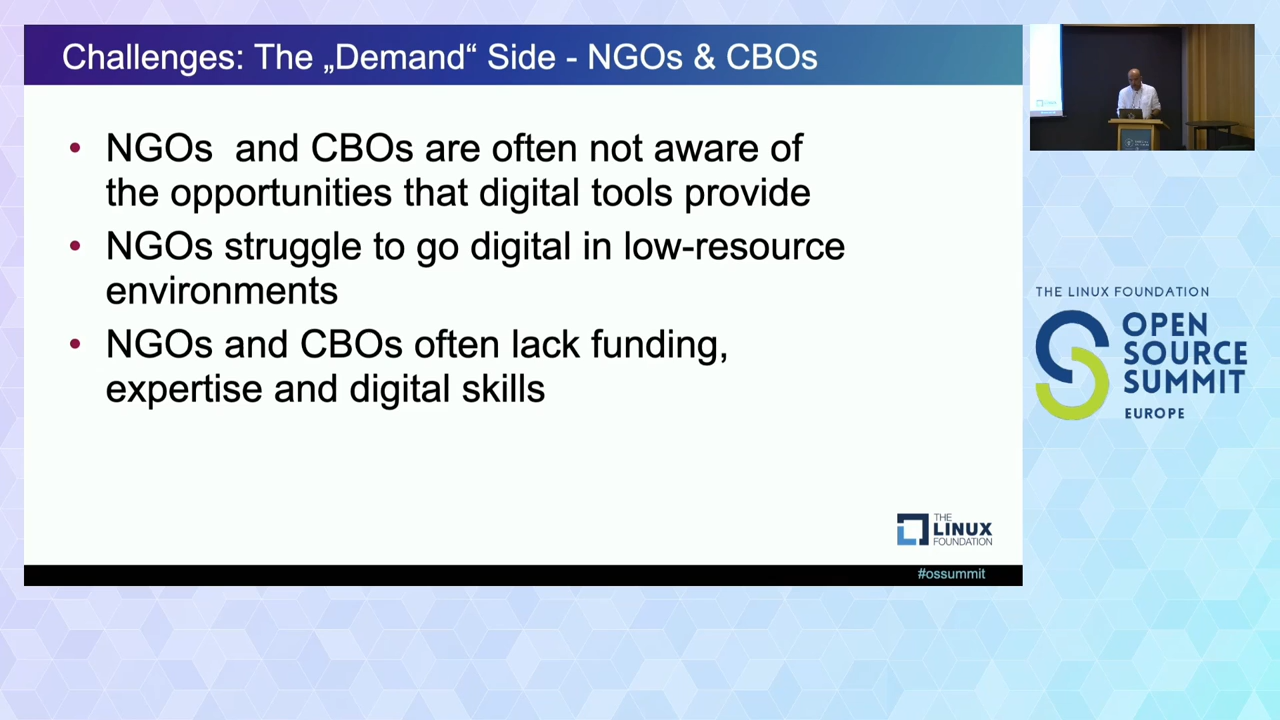 Challenges: The „Demand“ Side - NGOs & CBOs
• NGOs  and CBOs are often not aware of
the opportunities that digital tools provide
• NGOs struggle to go digital in low-resource
environments
• NGOs and CBOs often lack funding,
expertise and digital skills
THE
LINUX
FOUNDATION
#ossummit
THE LINUX FOUNDATION
OPEN
SOURCE
SUMMIT
EUROPE